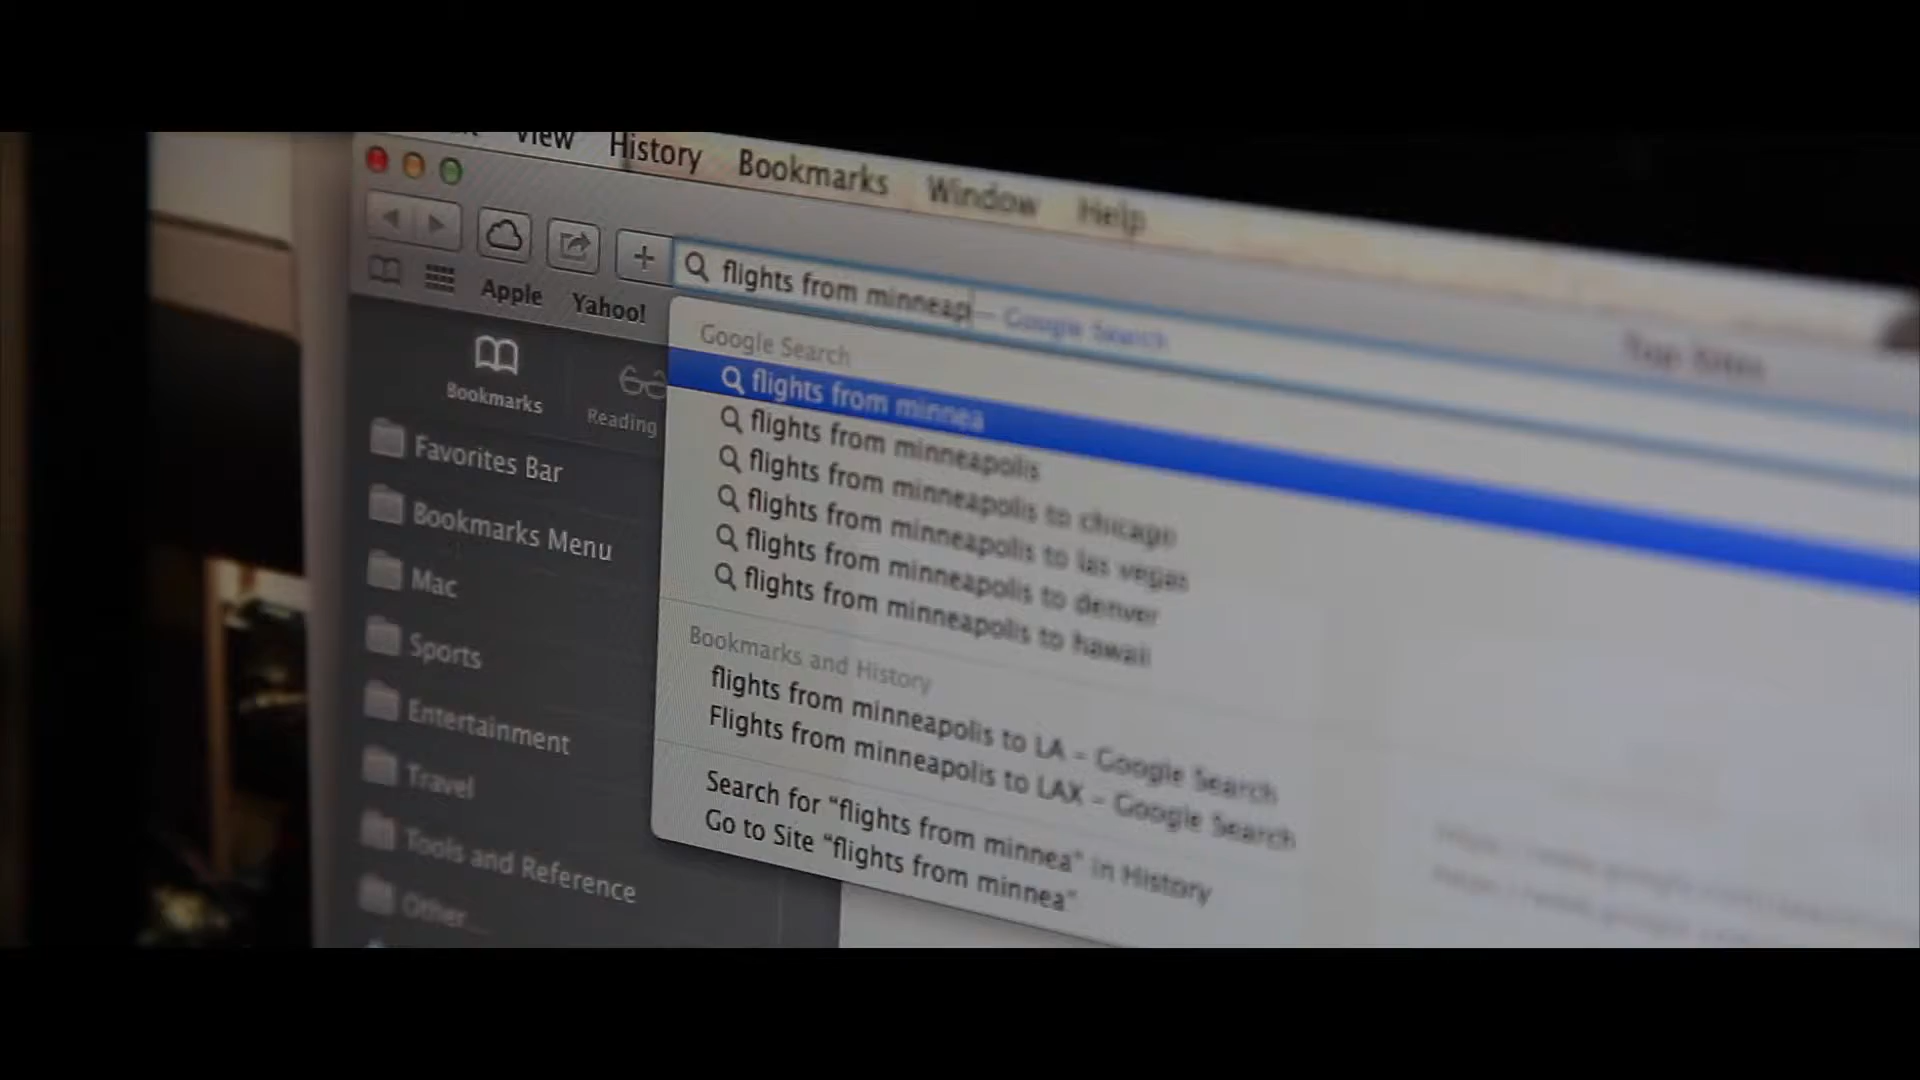 View History Bookmarks Window Help
flights from minneap — Google Search
Top Sites
Apple Yahoo!
Google Search
flights from minnea
flights from minneapolis
flights from minneapolis to chicago
flights from minneapolis to las vegas
flights from minneapolis to denver
flights from minneapolis to hawaii
Bookmarks and History
flights from minneapolis to LA - Google Search
Flights from minneapolis to LAX - Google Search
Search for “flights from minnea” in History
Go to Site “flights from minnea”
Bookmarks
Reading
Favorites Bar
Bookmarks Menu
Mac
Sports
Entertainment
Travel
Tools and Reference
Other...